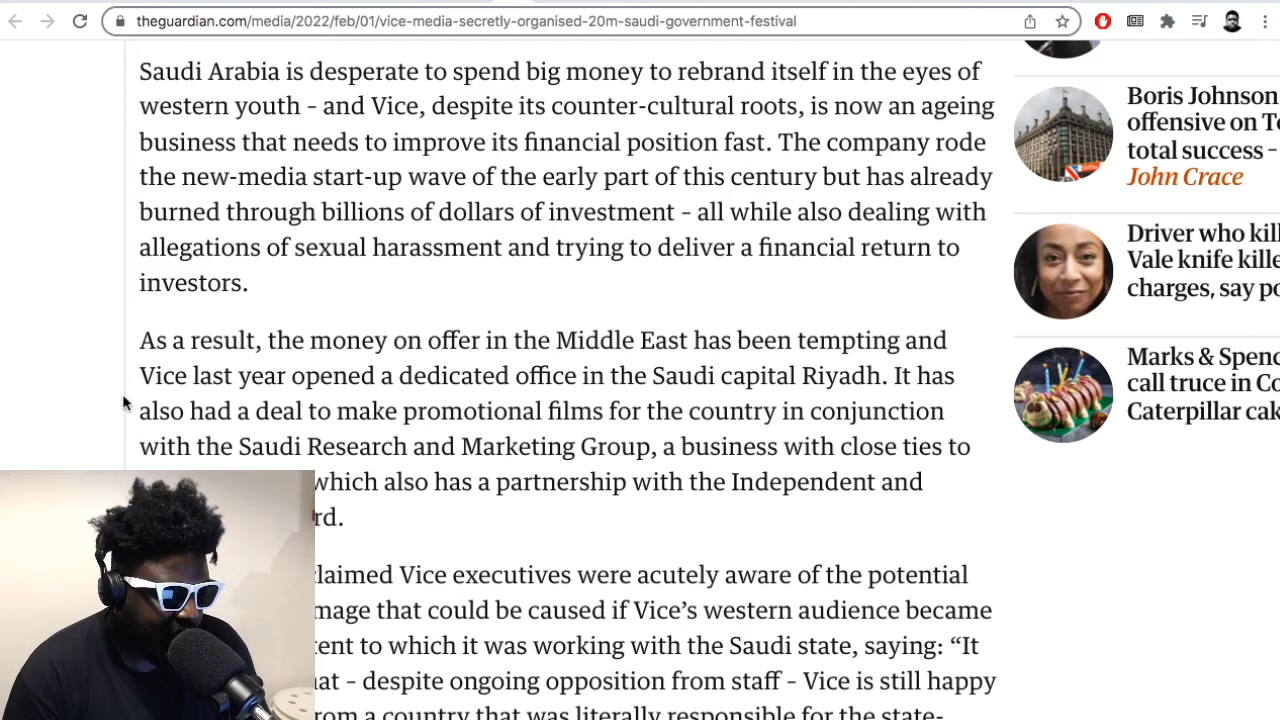 theguardian.com/media/2022/feb/01/vice-media-secretly-organised-20m-saudi-government-festival
Saudi Arabia is desperate to spend big money to rebrand itself in the eyes of
western youth – and Vice, despite its counter-cultural roots, is now an ageing
business that needs to improve its financial position fast. The company rode
the new-media start-up wave of the early part of this century but has already
burned through billions of dollars of investment – all while also dealing with
allegations of sexual harassment and trying to deliver a financial return to
investors.
As a result, the money on offer in the Middle East has been tempting and
Vice last year opened a dedicated office in the Saudi capital Riyadh. It has
also had a deal to make promotional films for the country in conjunction
with the Saudi Research and Marketing Group, a business with close ties to
which also has a partnership with the Independent and
rd.
claimed Vice executives were acutely aware of the potential
mage that could be caused if Vice's western audience became
tent to which it was working with the Saudi state, saying: “It
at – despite ongoing opposition from staff – Vice is still happy
rom a country that was literally responsible for the state-
Boris Johnson
offensive on T
total success –
John Crace
Driver who kill
Vale knife kille
charges, say po
Marks & Spenc
call truce in Co
Caterpillar cak